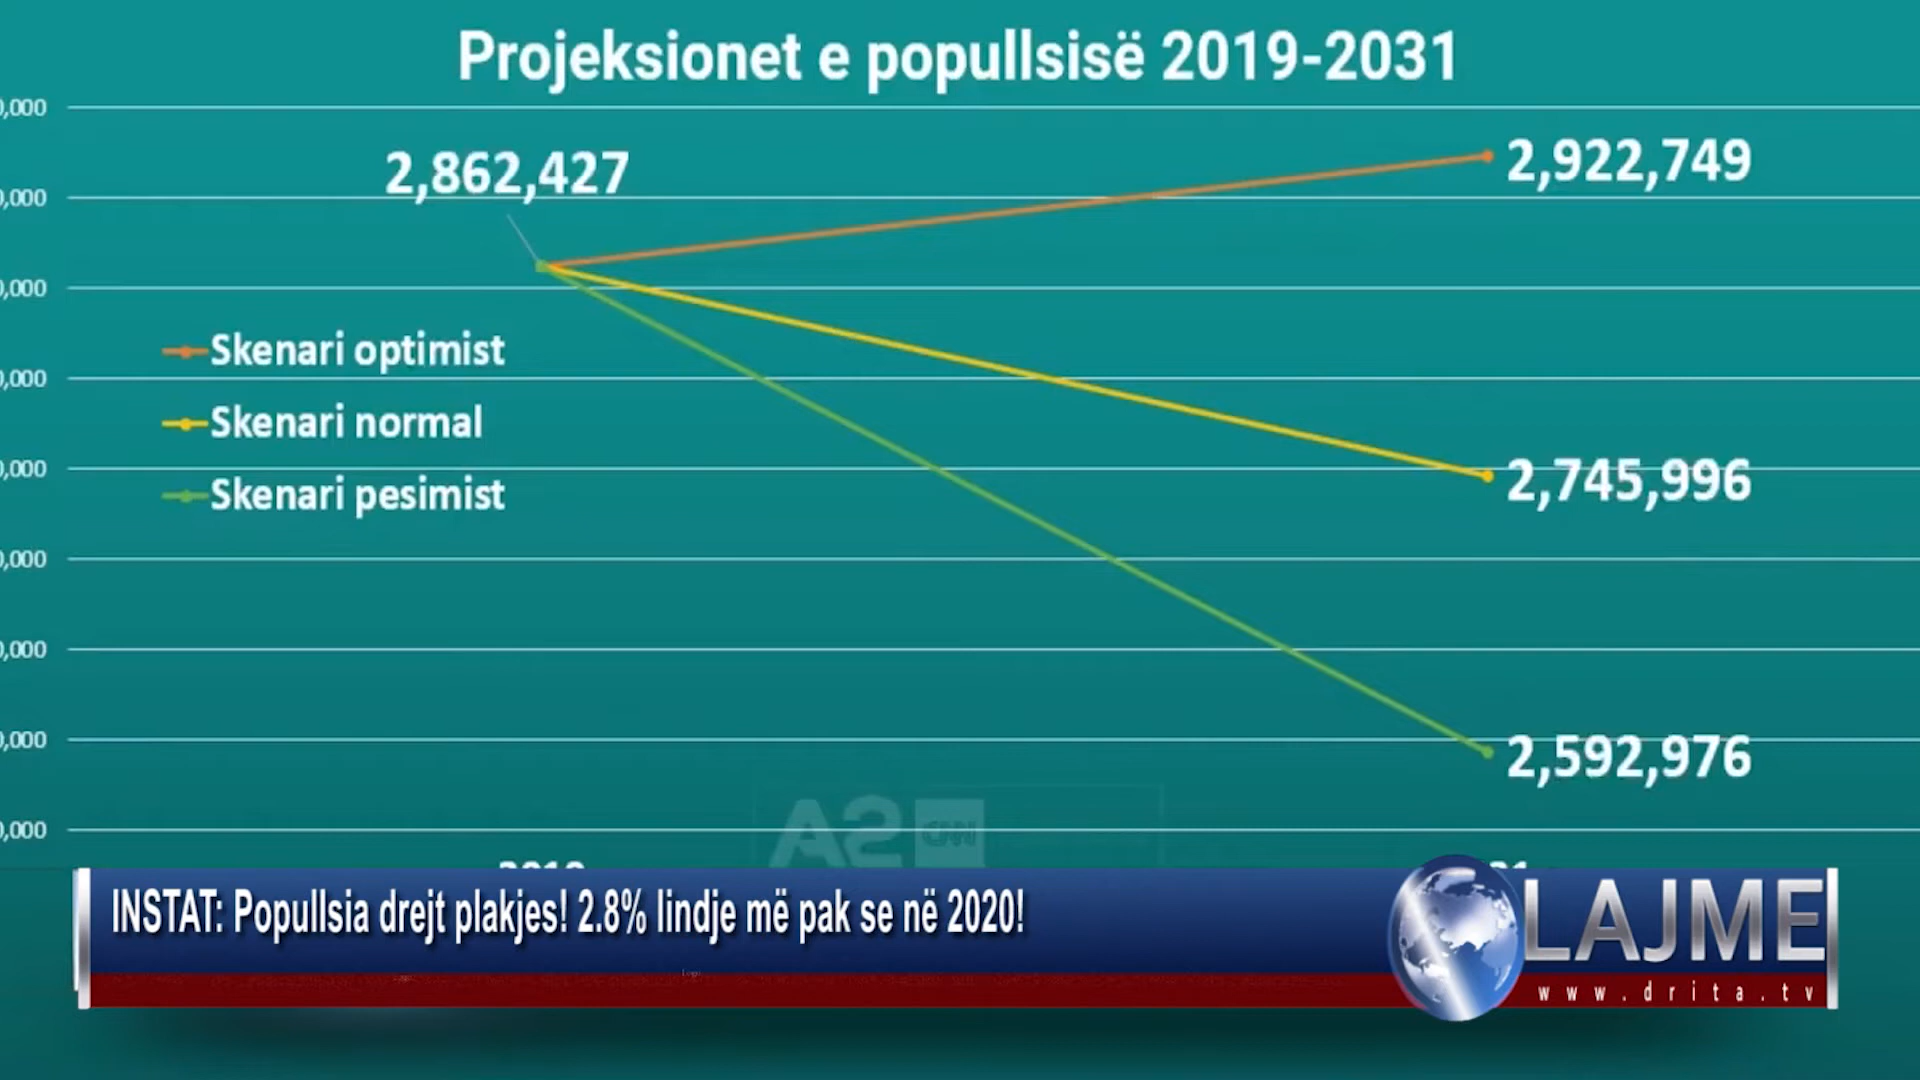 Projeksionet e popullsisë 2019-2031
2,862,427
2,922,749
Skenari optimist
Skenari normal
Skenari pesimist
2,745,996
2,592,976
A2 CNN
INSTAT: Popullsia drejt plakjes! 2.8% lindje më pak se në 2020!
LAJME
www.drita.tv